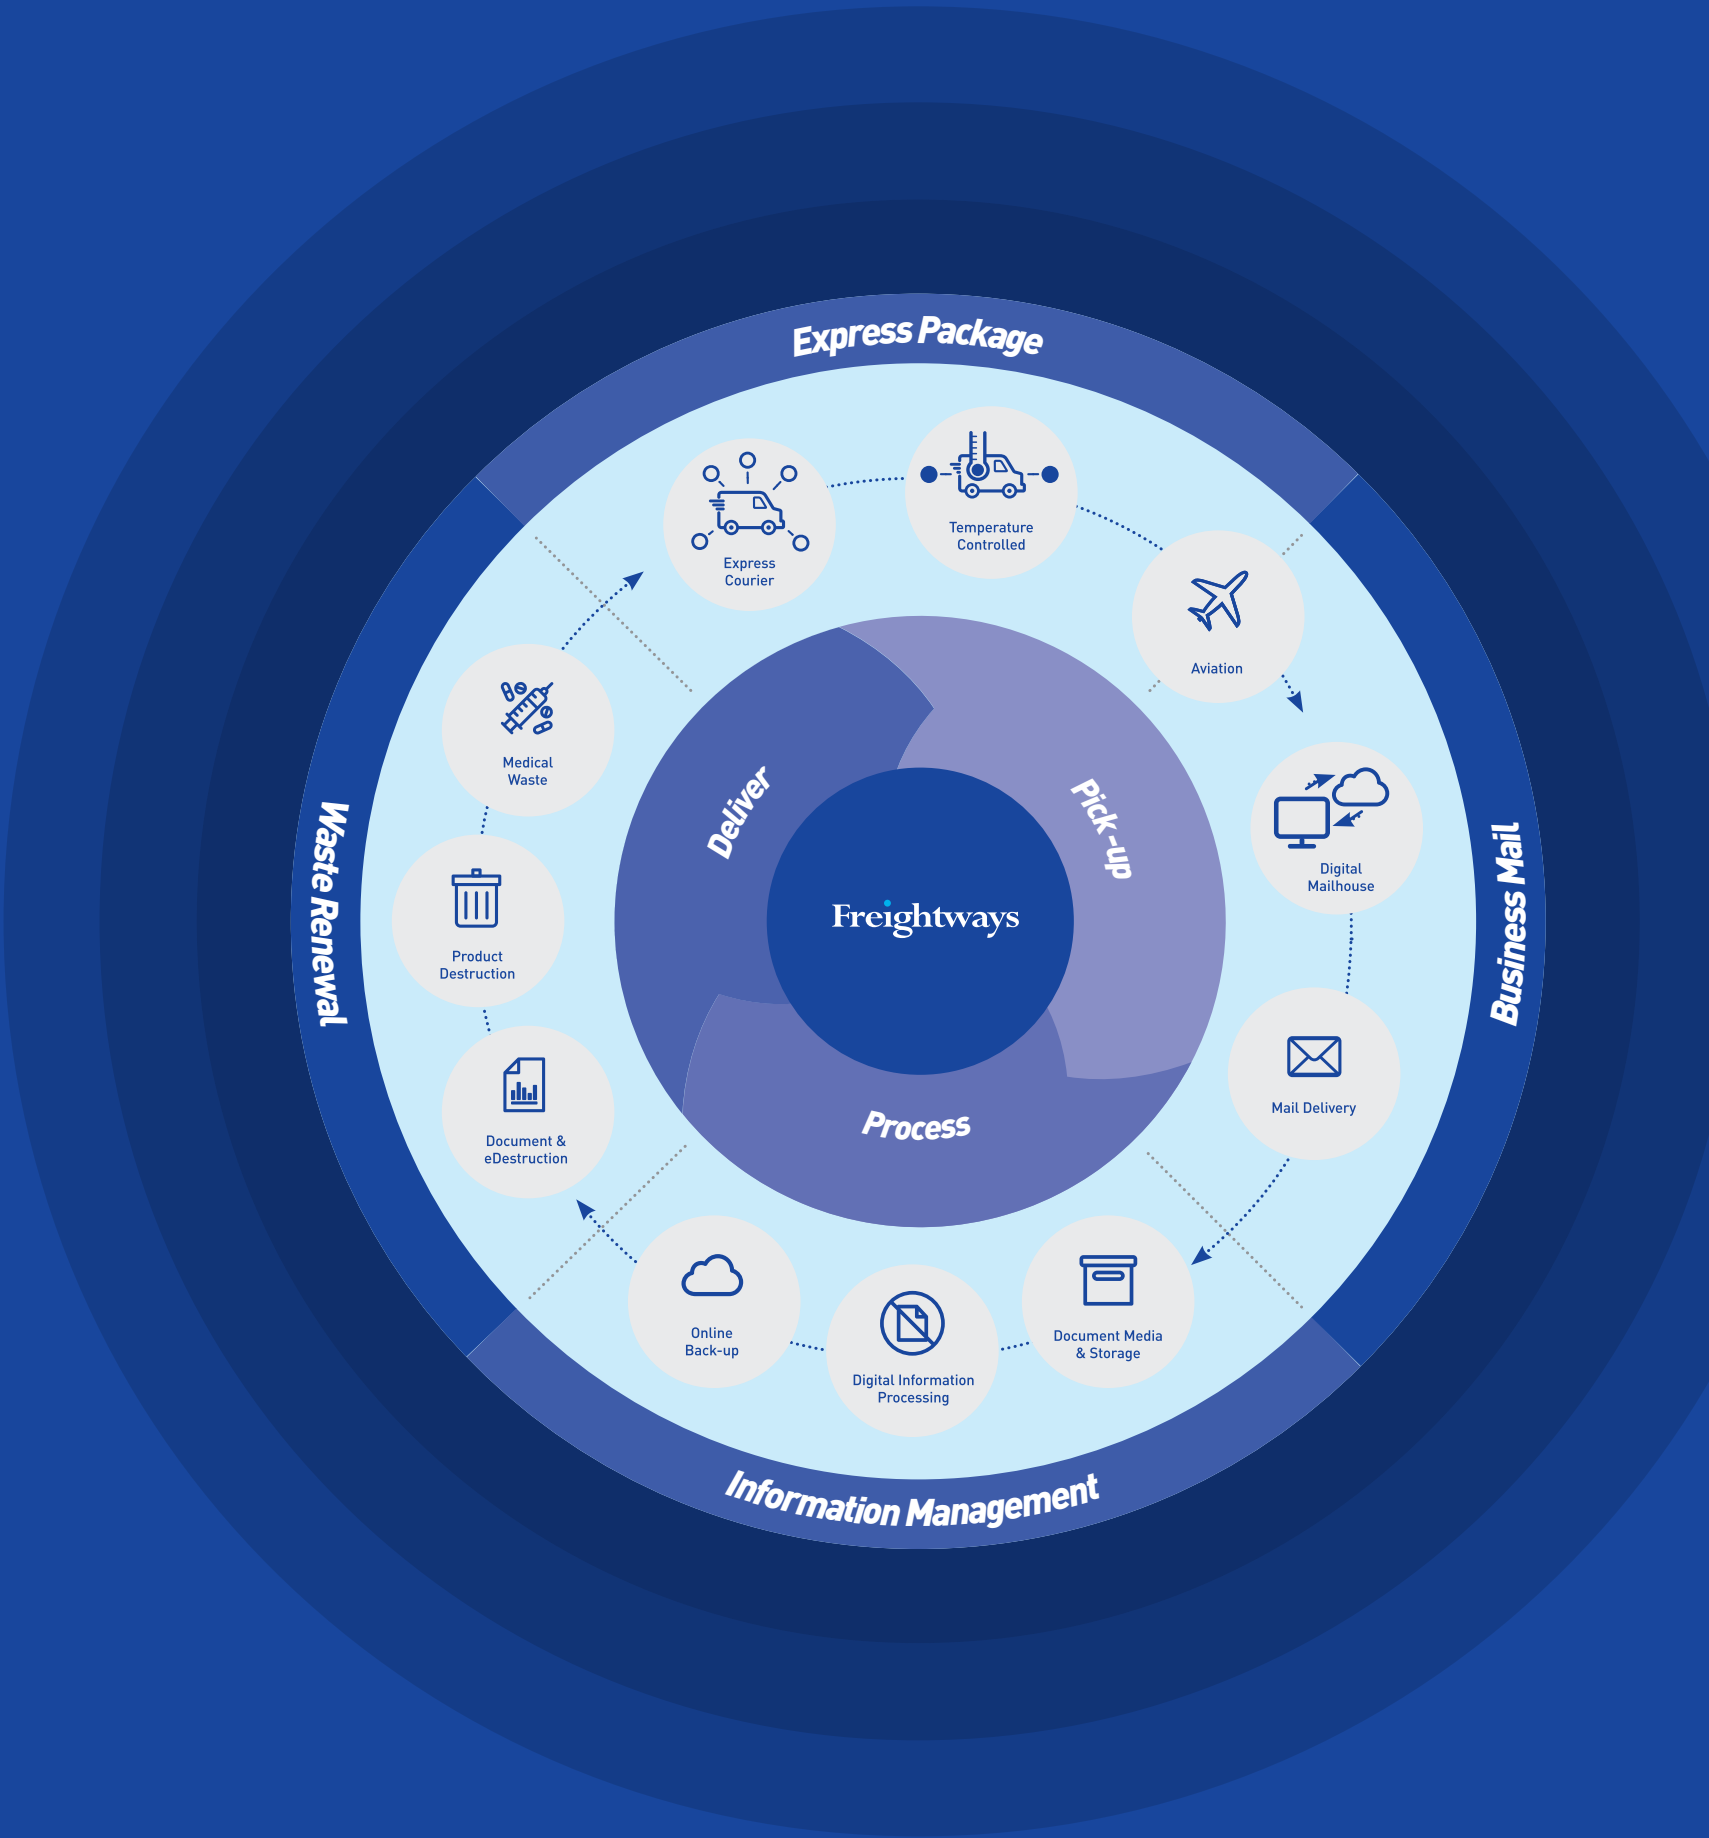 Express Package
Express
Courier
Temperature
Controlled
Aviation
Business Mail
Digital
Mailhouse
Mail Delivery
Information Management
Document Media
& Storage
Digital Information
Processing
Online
Back-up
Waste Renewal
Document &
eDestruction
Product
Destruction
Medical
Waste
Deliver
Pick-up
Process
Freightways